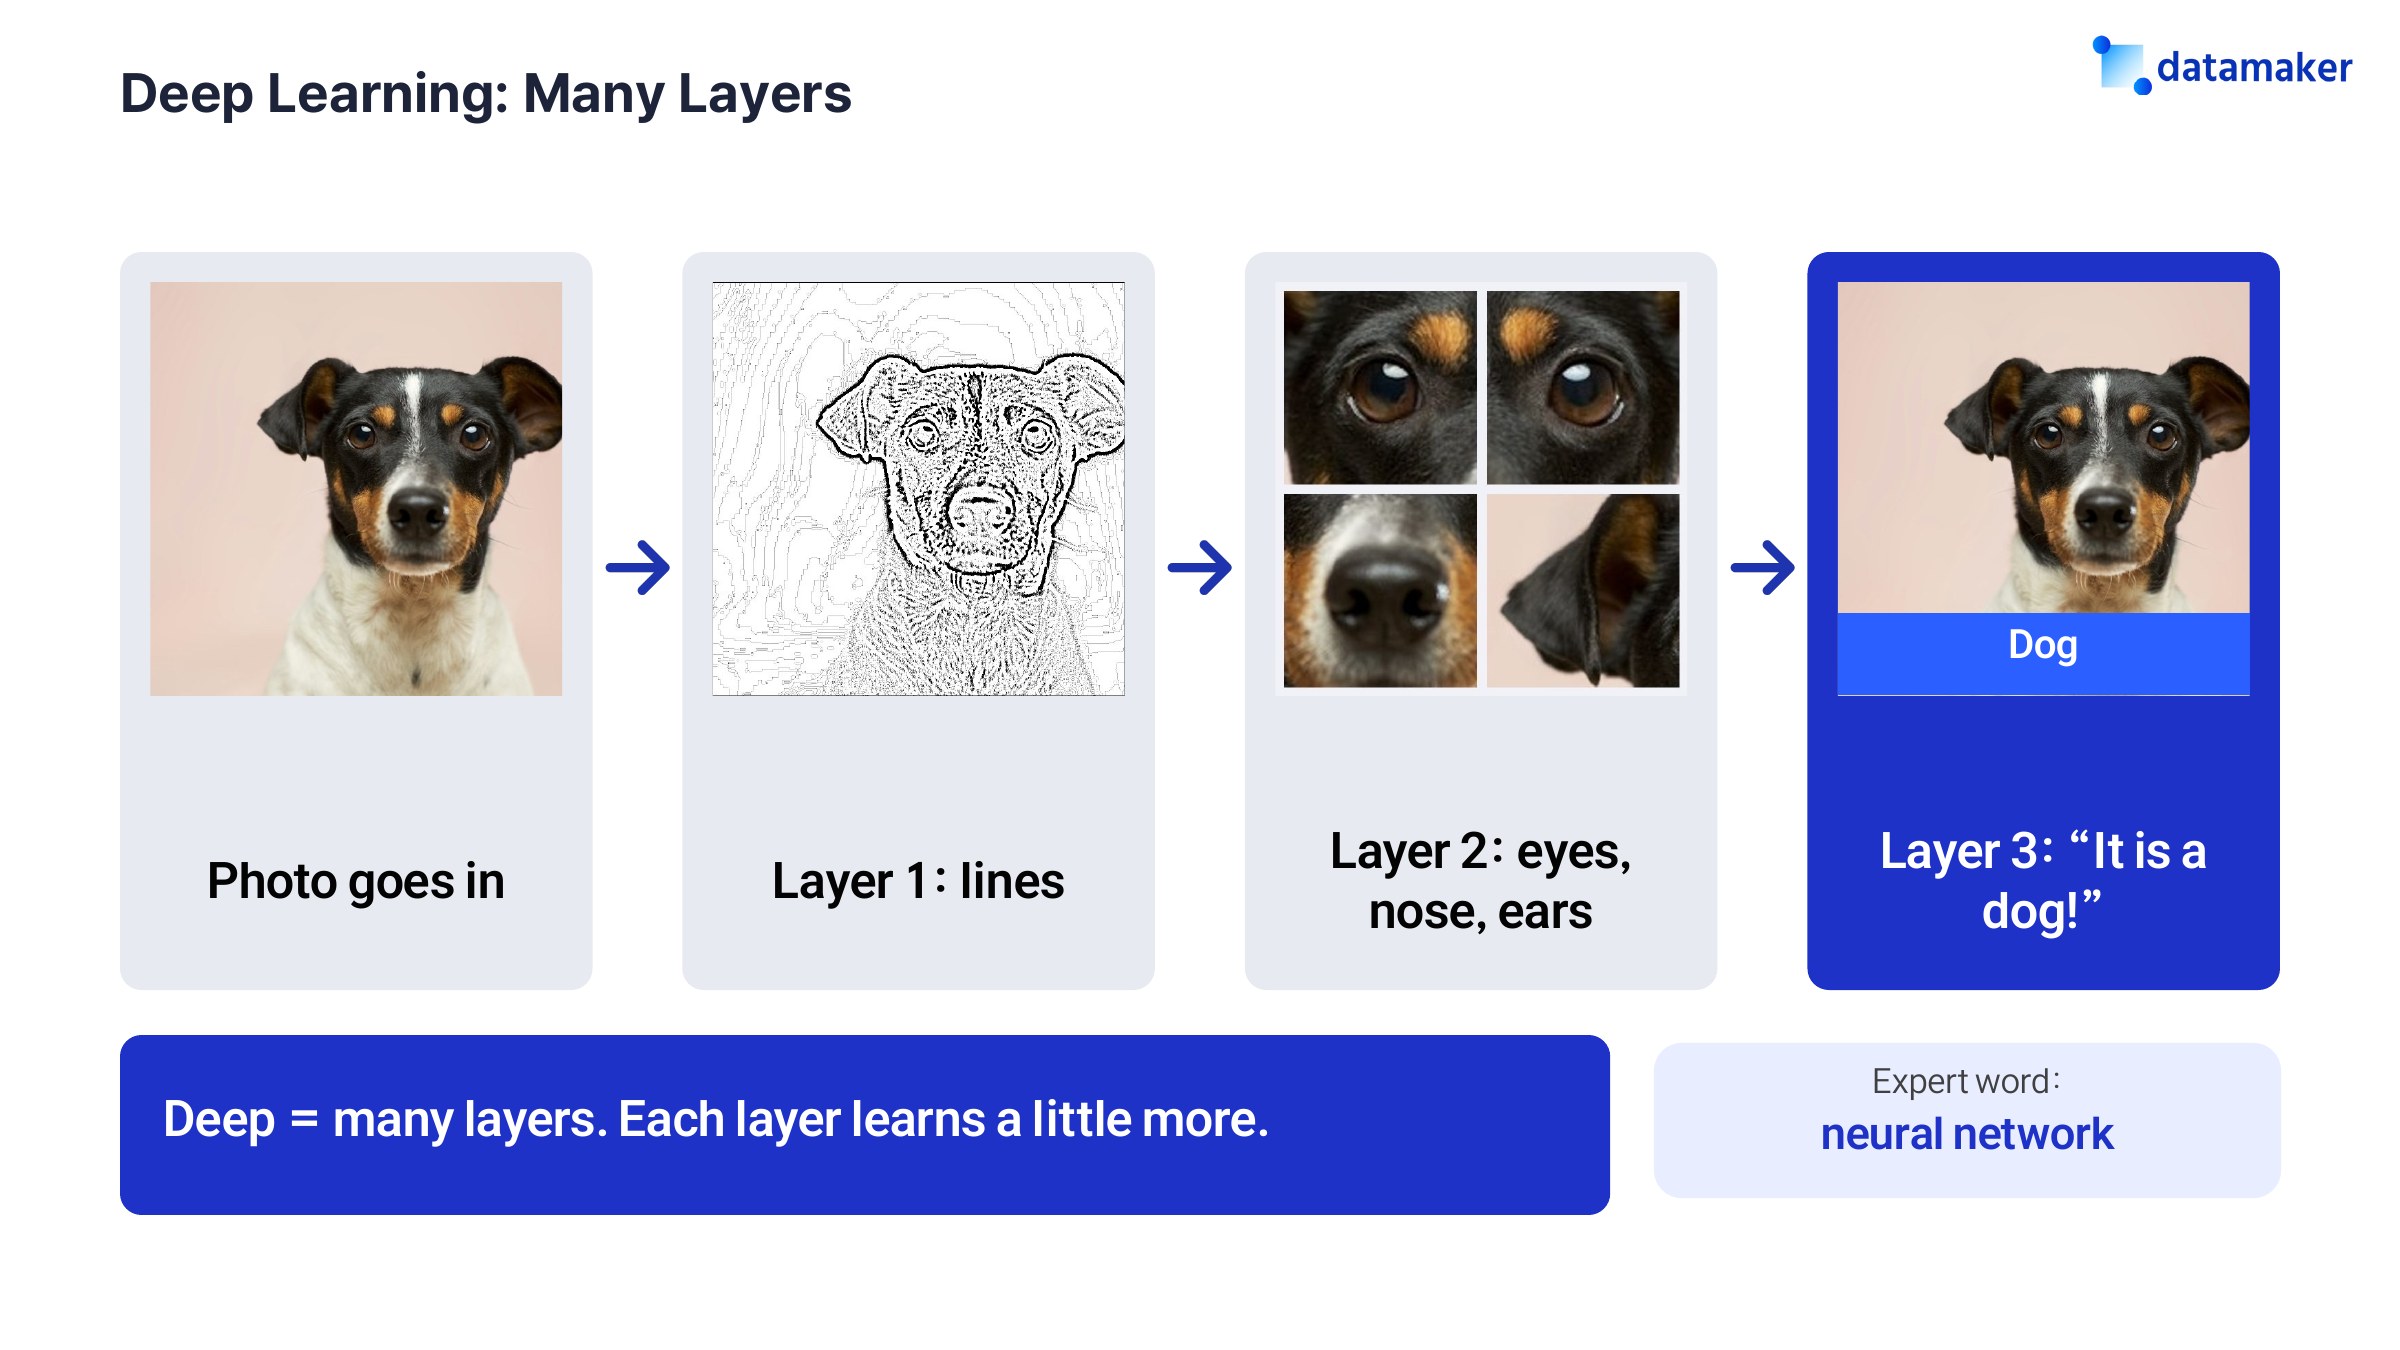 Deep Learning: Many Layers
datamaker
Photo goes in
Layer 1: lines
Layer 2: eyes,
nose, ears
Dog
Layer 3: “It is a
dog!”
Deep = many layers. Each layer learns a little more.
Expert word:
neural network